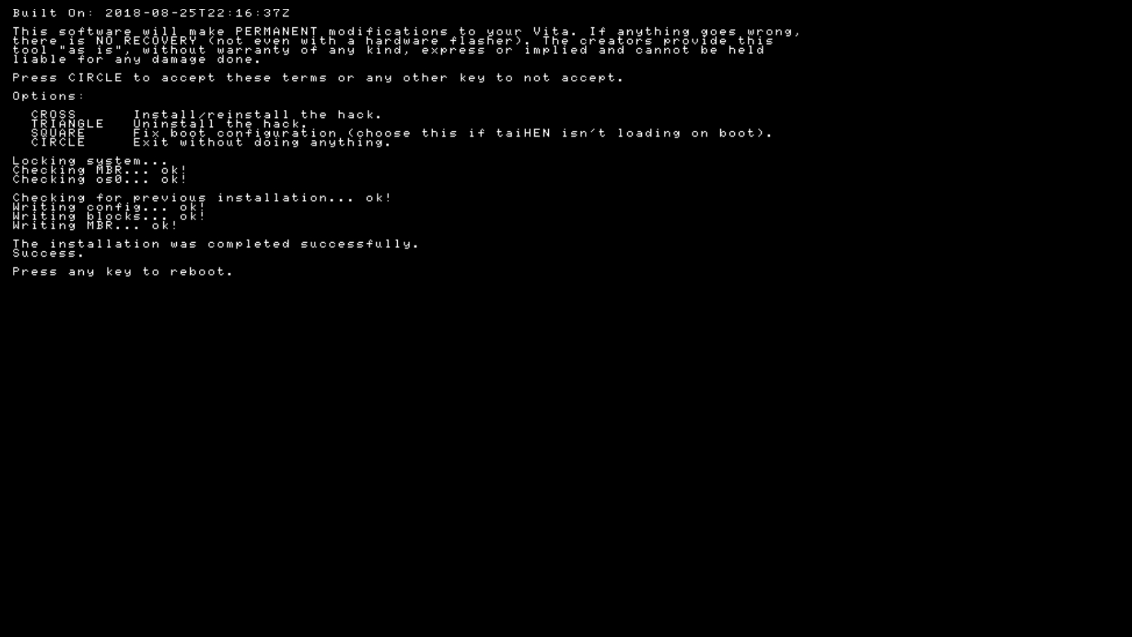 Built On: 2018-08-25T22:16:37Z
This software will make PERMANENT modifications to your Vita. If anything goes wrong,
there is NO RECOVERY (not even with a hardware flasher). The creators provide this
tool "as is", without warranty of any kind, express or implied and cannot be held
liable for any damage done.
Press CIRCLE to accept these terms or any other key to not accept.
Options:
CROSS Install/reinstall the hack.
TRIANGLE Uninstall the hack.
SQUARE Fix boot configuration (choose this if taiHEN isn't loading on boot).
CIRCLE Exit without doing anything.
Locking system...
Checking MBR... ok!
Checking os0... ok!
Checking for previous installation... ok!
Writing config... ok!
Writing blocks... ok!
Writing MBR... ok!
The installation was completed successfully.
Success.
Press any key to reboot.